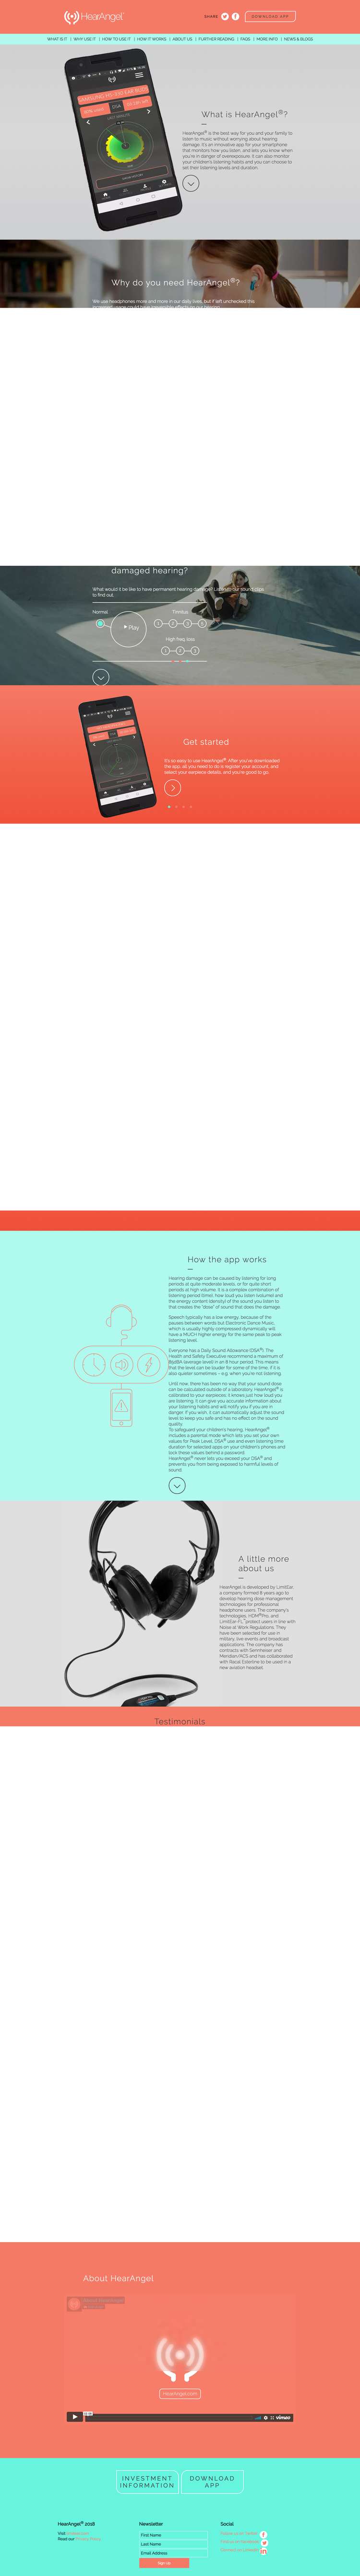 HearAngel
SHARE
DOWNLOAD APP
WHAT IS IT | WHY USE IT | HOW TO USE IT | HOW IT WORKS | ABOUT US | FURTHER READING | FAQS | MORE INFO | NEWS & BLOGS
What is HearAngel®?
HearAngel® is the best way for you and your family to
listen to music without worrying about hearing
damage. It's an innovative app for your smartphone
that monitors how you listen, and lets you know when
you're in danger of overexposure. It can also monitor
your children's listening habits and you can choose to
set their listening levels and duration.
Why do you need HearAngel®?
We use headphones more and more in our daily lives, but if left unchecked this
damaged hearing?
What would it be like to have permanent hearing damage? Listen to our sound clips
to find out.
Normal
Tinnitus
Play
1 2 3
High freq. loss
1 2 3
Get started
It's so easy to use HearAngel®. After you've downloaded
the app, all you need to do is register your account, and
select your earpiece details, and you're good to go.
How the app works
Hearing damage can be caused by listening for long
periods at quite moderate levels, or for quite short
periods at high volume. It is a complex combination of
listening period (time), how loud you listen (volume) and
the energy content (density) of the sound you listen to
that creates the "dose" of sound that does the damage.
Speech typically has a low energy, because of the
pauses between words but Electronic Dance Music,
which is usually highly compressed dynamically will
have a MUCH higher energy for the same peak to peak
listening level.
Everyone has a Daily Sound Allowance (DSA®). The
Health and Safety Executive recommend a maximum of
(average level) in an 8 hour period. This means
that the level can be louder for some of the time, if it is
also quieter sometimes - e.g. when you're not listening.
Until now, there has been no way that your sound dose
can be calculated outside of a laboratory. HearAngel® is
calibrated to your earpieces; it knows just how loud you
are listening. It can give you accurate information about
your listening habits and will notify you if you are in
danger. It can automatically adjust the sound volume
level to keep you safe and has no effect on the sound
quality.
To safeguard your children's hearing, HearAngel®
includes a parental mode which lets you set your own
values for Peak Level, DSA® use and even listening time
duration for selected apps on your children's phones and
lock these values behind a password.
HearAngel® never lets you exceed your DSA® and
prevents you from being exposed to harmful levels of
sound.
A little more
about us
HearAngel is developed by LimitEar,
a company formed 8 years ago to
develop hearing dose management
technologies for professional
headphone users. The company's
technologies, HDM®Pro, and
protect users in line with
Noise at Work Regulations. They
have been selected for use in
military, live events and broadcast
applications. The company has
contracts with Sennheiser and
Meridian/RCS and has collaborated
with Racal Esterline to be used in a
new aviation headset.
Testimonials
About HearAngel
HearAngel.com
vimeo
INVESTMENT
INFORMATION
DOWNLOAD
APP
HearAngel® 2018
Visit
Read our
Newsletter
First Name
Last Name
Email Address
Sign up
Social